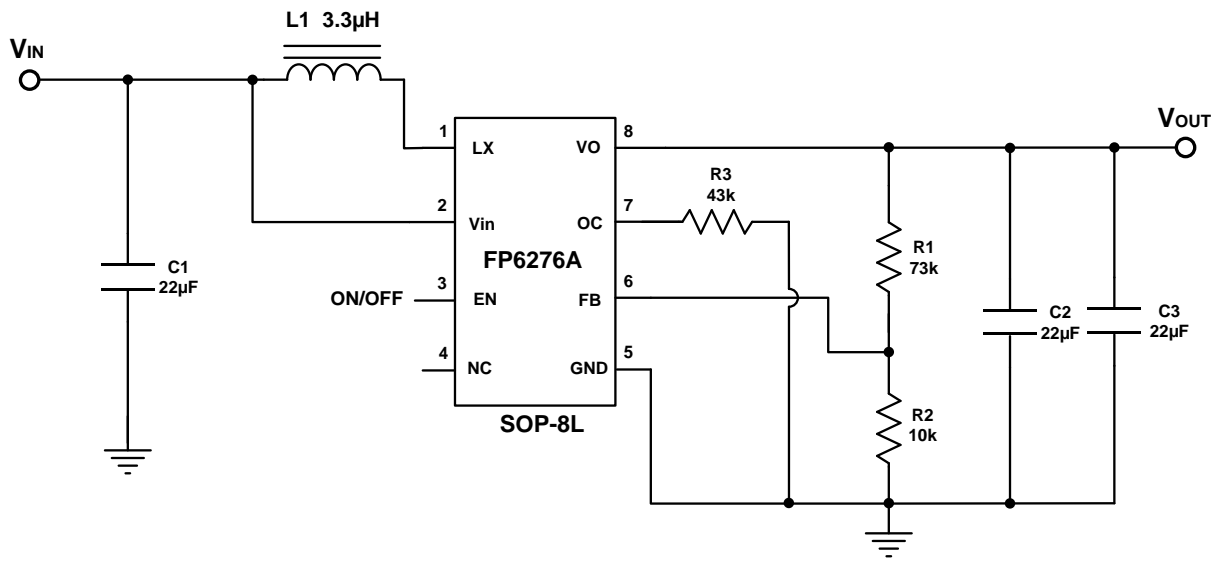 L1 3.3µH
VIN
VOUT
1
LX
2
Vin
3
ON/OFF
EN
4
NC
FP6276A
8
VO
7
OC
6
FB
5
GND
SOP-8L
R3
43k
R1
73k
R2
10k
C1
22µF
C2
22µF
C3
22µF